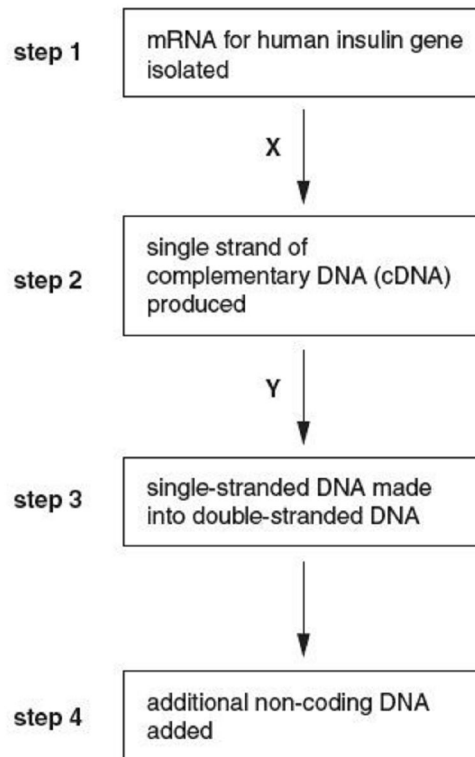 step 1
mRNA for human insulin gene
isolated
X
step 2
single strand of
complementary DNA (cDNA)
produced
Y
step 3
single-stranded DNA made
into double-stranded DNA
step 4
additional non-coding DNA
added